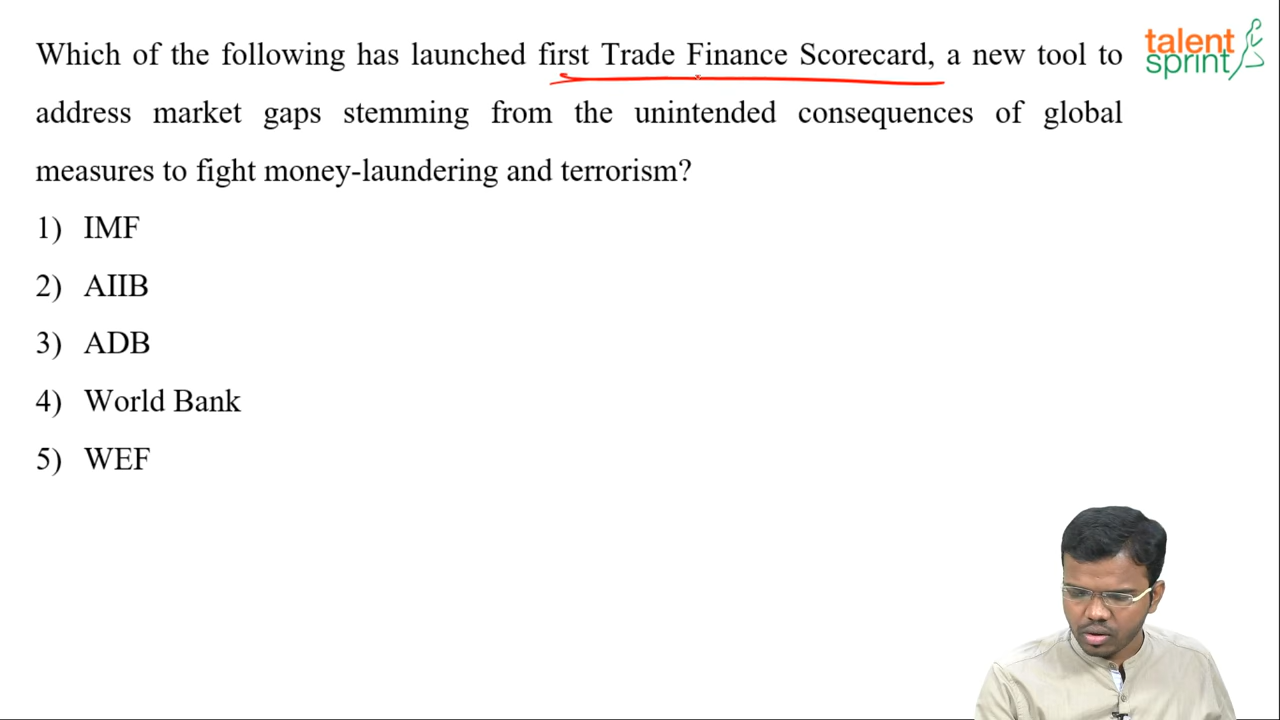 Which of the following has launched first Trade Finance Scorecard, a new tool to
address market gaps stemming from the unintended consequences of global
measures to fight money-laundering and terrorism?
1) IMF
2) AIIB
3) ADB
4) World Bank
5) WEF
talent
sprint